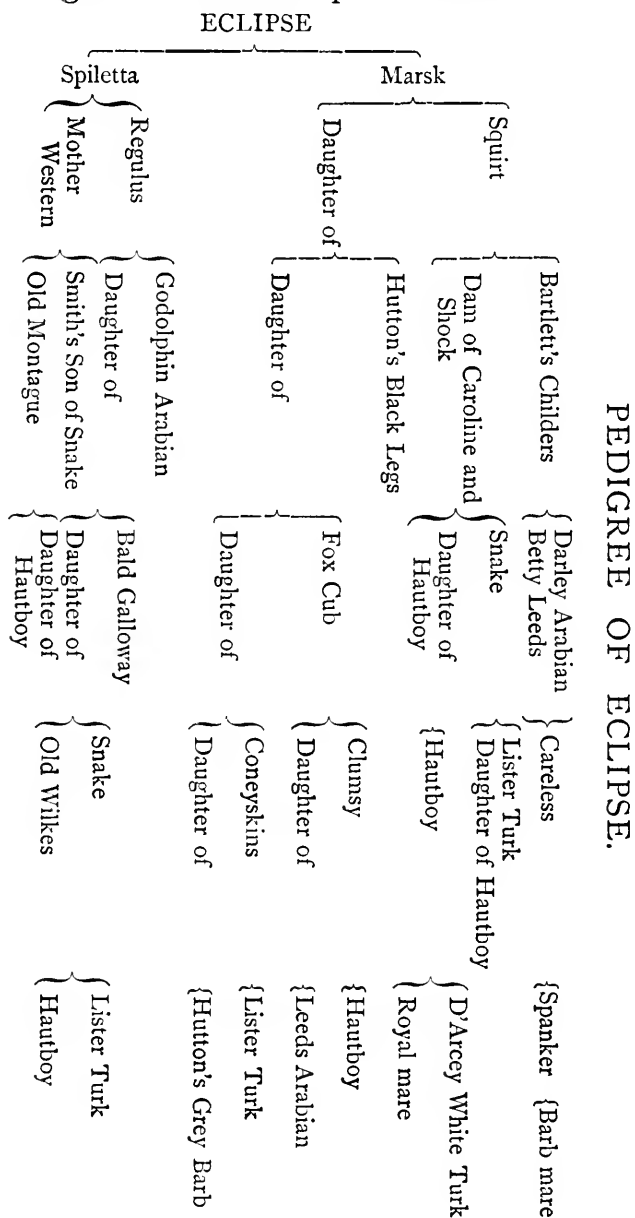 PEDIGREE OF ECLIPSE.
ECLIPSE
Marsk
Spiletta
Squirt
Daughter of
Regulus
Mother
Western
Bartlett's Childers
Dam of Caroline and
Shock
Hutton's Black Legs
Daughter of
Godolphin Arabian
Daughter of
Smith's Son of Snake
Old Montague
Darley Arabian
Betty Leeds
Snake
Daughter of
Hautboy
Fox Cub
Daughter of
Bald Galloway
Daughter of
Daughter of
Hautboy
Careless
Lister Turk
Daughter of Hautboy
Hautboy
Clumsy
Daughter of
Coneyskins
Daughter of
Snake
Old Wilkes
Spanker {Barb mare
D'Arcey White Turk
Royal mare
Hautboy
Leeds Arabian
Lister Turk
Hutton's Grey Barb
Lister Turk
Hautboy